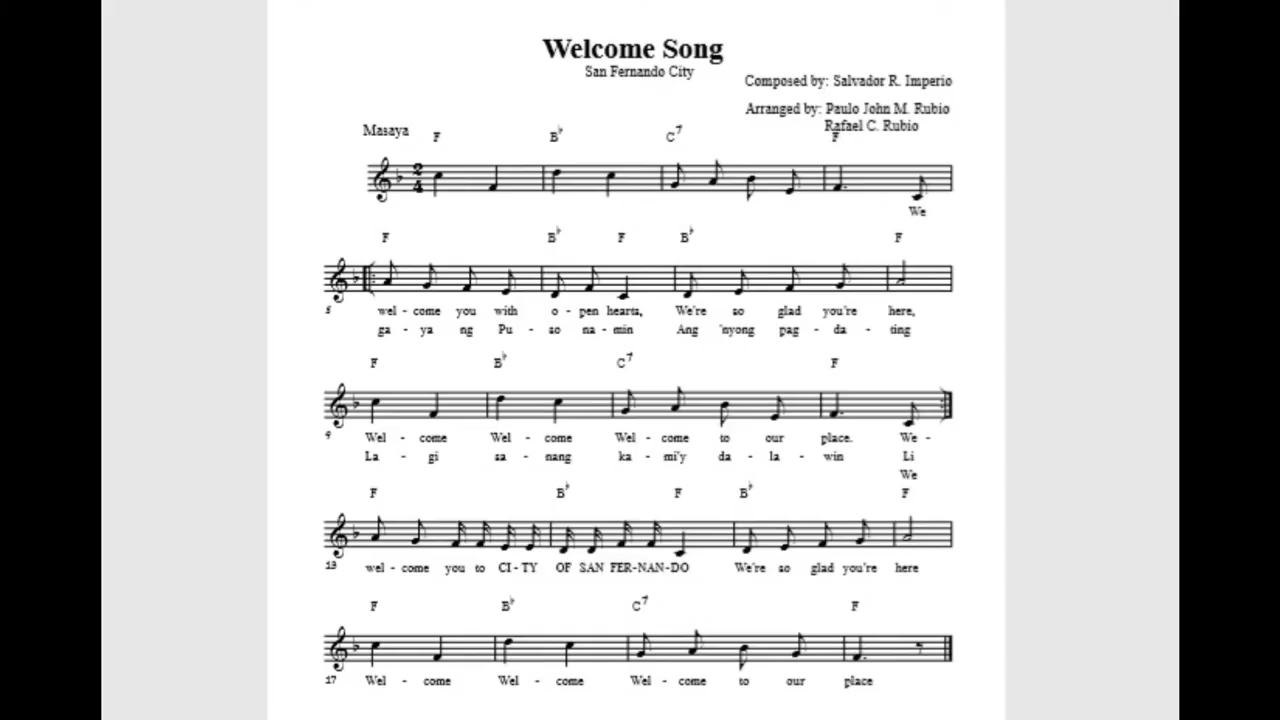 Welcome Song
San Fernando City
Composed by: Salvador R. Imperio
Arranged by: Paulo John M. Rubio
Rafael C. Rubio
Masaya
F B♭ C7 F
2
4
We
F B♭ F B♭ F
5 wel - come you with o - pen hearts, We're so glad you're here,
ga - ya ng Pu - so na - min Ang 'nyong pag - da - ting
F B♭ C7 F
9 Wel - come Wel - come Wel - come to our place. We -
La - gi sa - nang ka - mi'y da - la - win Li
We
F B♭ F B♭ F
13 wel - come you to CI - TY OF SAN FER-NAN-DO We're so glad you're here
F B♭ C7 F
17 Wel - come Wel - come Wel - come to our place